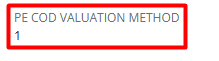 PE COD VALUATION METHOD
1